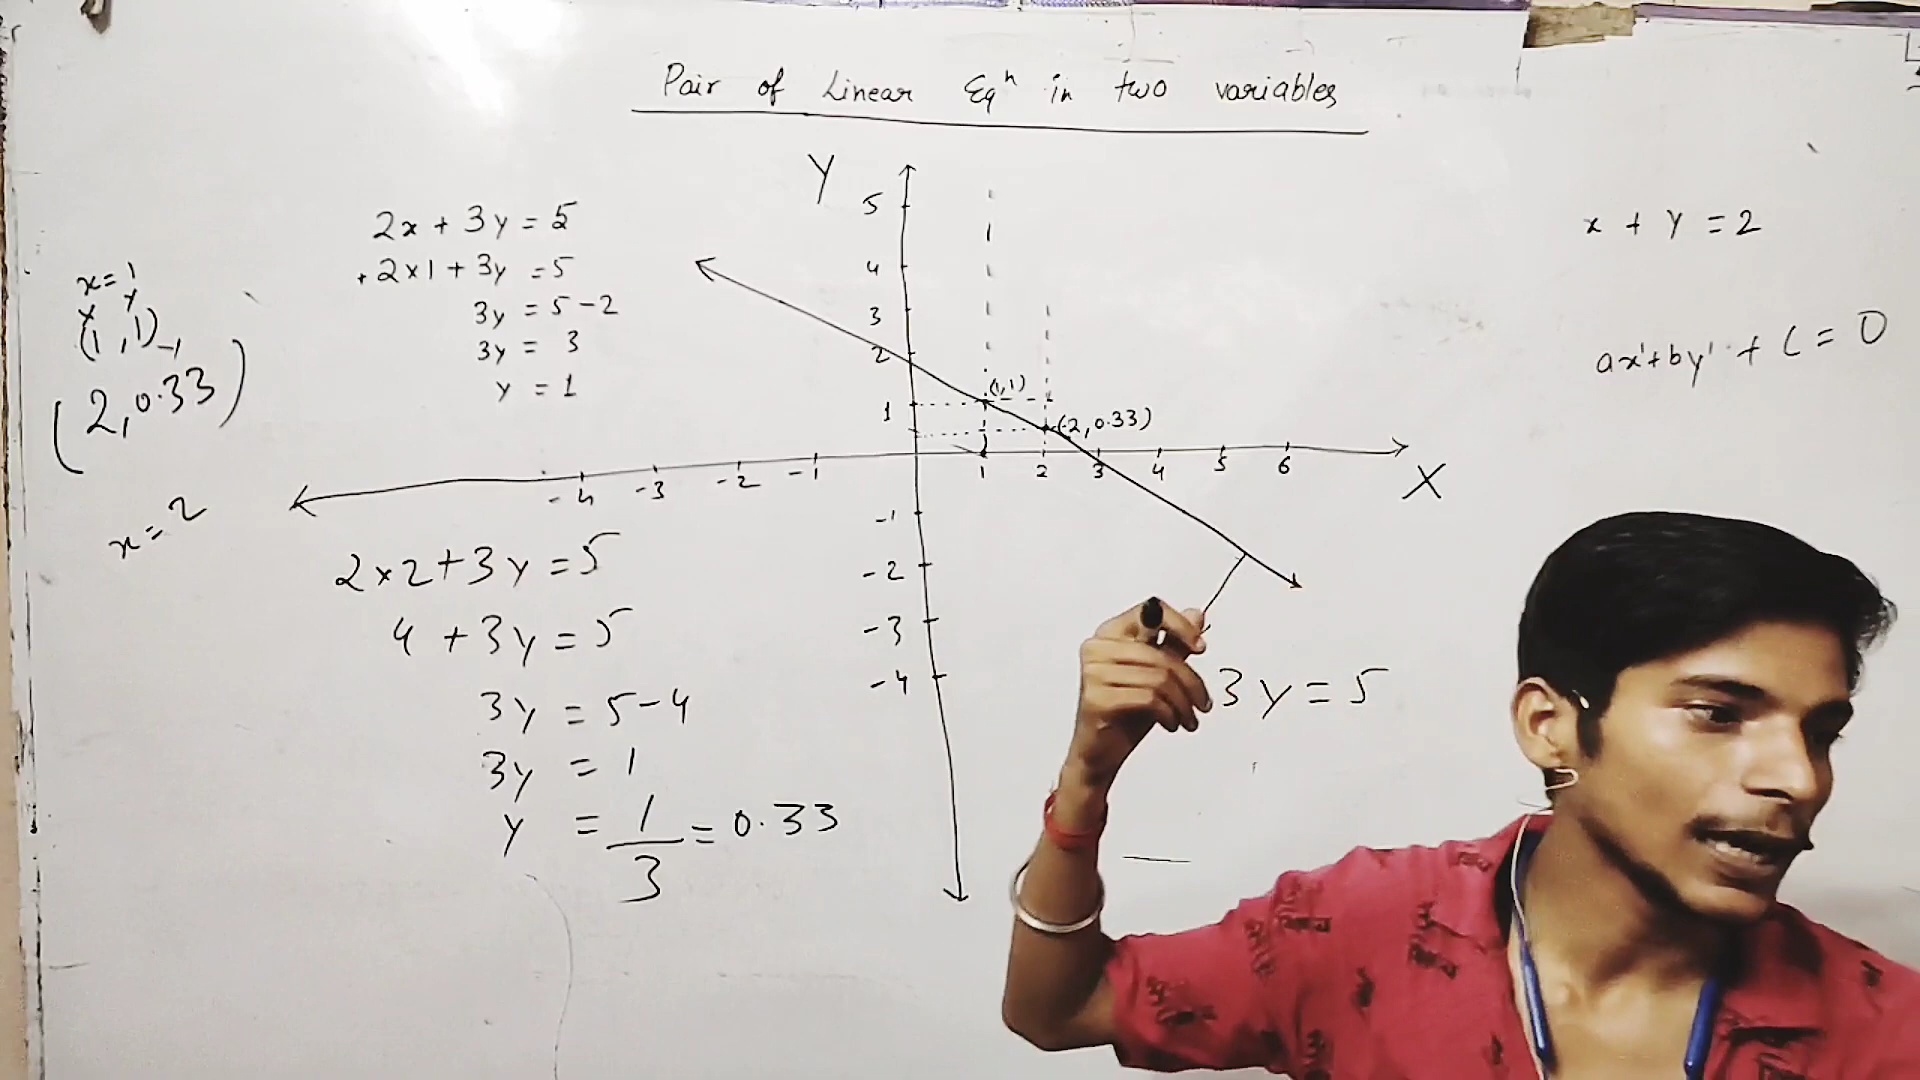 Pair of Linear Eqⁿ in two variables
2x + 3y = 5
+2×1 + 3y = 5
3y = 5-2
3y = 3
y = 1
x=1
x y
(1,1)
(2,0.33)
x=2
2×2+3y=5
4 + 3y = 5
3y = 5-4
3y = 1
y = 1/3 = 0.33
Y
5
4
3
2
1
(1,1)
(2,0.33)
-4 -3 -2 -1 1 2 3 4 5 6
X
-1
-2
-3
-4
3y = 5
x + y = 2
ax¹+by¹ + c = 0